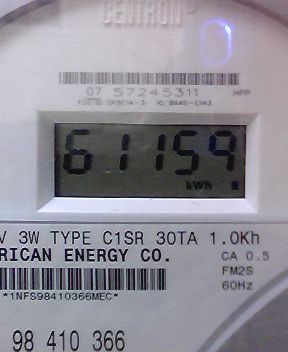 CENTRON
07 57245311 HPP
61159
kWh
V 3W TYPE C1SR 30TA 1.0Kh
RICAN ENERGY CO. CA 0.5
FM2S
*1NFS98410366MEC* 60Hz
98 410 366